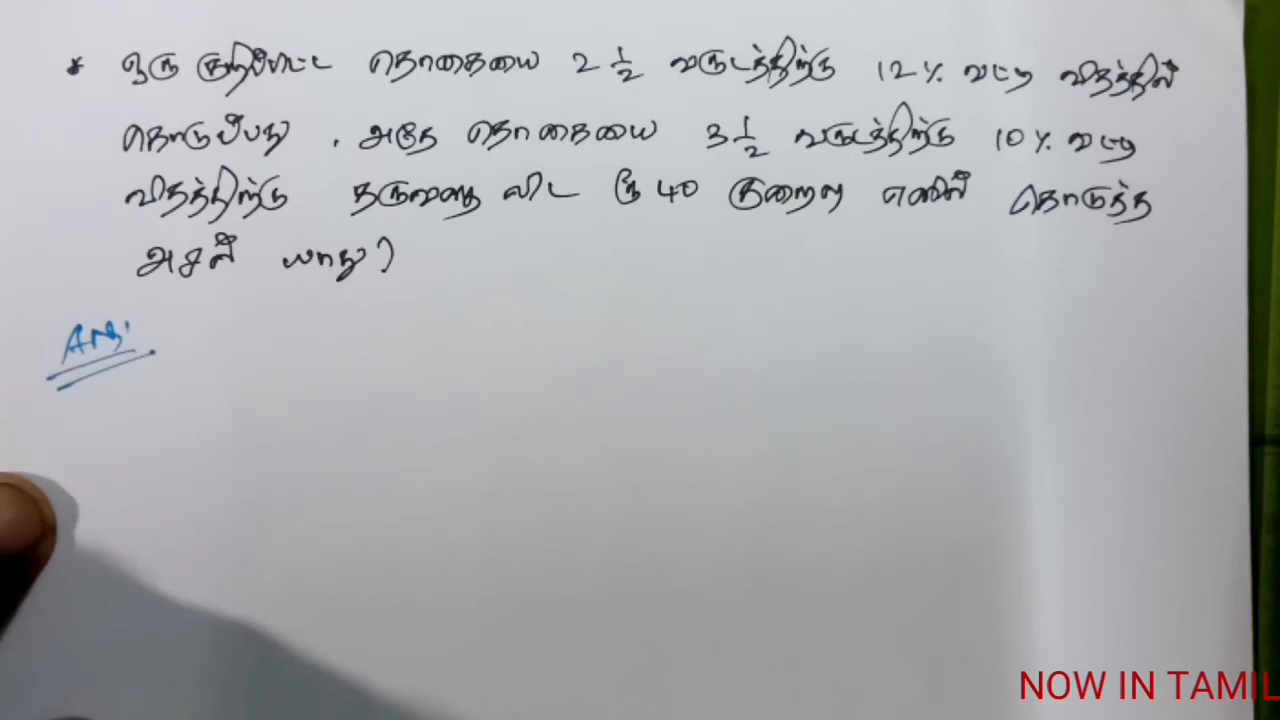 * ஒரு குறிப்பிட்ட தொகையை 2 1/2 வருடத்திற்கு 12% வட்டி விதத்தில்
கொடுப்பது , அதே தொகையை 3 1/2 வருடத்திற்கு 10% வட்டி
விதத்திற்கு தருவதை விட ரூ 40 குறைவு எனில் கொடுத்த
அசல் யாது?
Ans:
NOW IN TAMIL